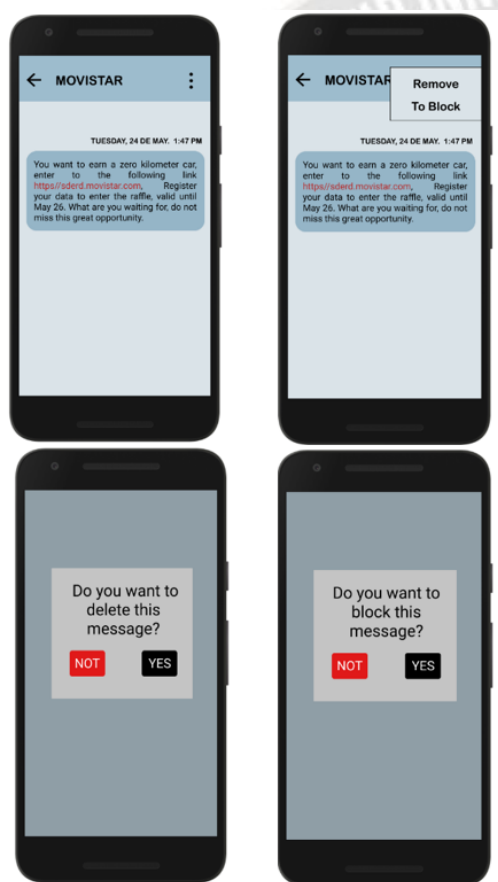 MOVISTAR
TUESDAY, 24 DE MAY. 1:47 PM
You want to earn a zero kilometer car,
enter to the following link
https//sderd.movistar.com, Register
your data to enter the raffle, valid until
May 26. What are you waiting for, do not
miss this great opportunity.
MOVISTAR
Remove
To Block
TUESDAY, 24 DE MAY. 1:47 PM
You want to earn a zero kilometer car,
enter to the following link
https//sderd.movistar.com, Register
your data to enter the raffle, valid until
May 26. What are you waiting for, do not
miss this great opportunity.
Do you want to
delete this
message?
NOT YES
Do you want to
block this
message?
NOT YES